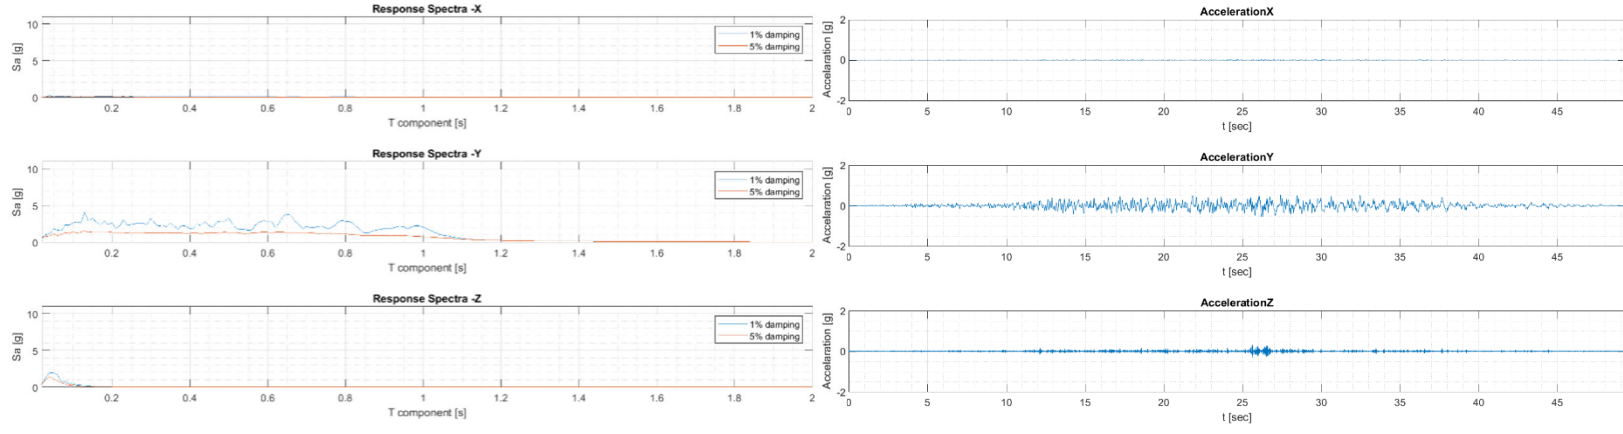 Response Spectra -X
Sa [g]
10
5
0
1% damping
5% damping
0.2 0.4 0.6 0.8 1 1.2 1.4 1.6 1.8 2
T component [s]
AccelerationX
Accelaration [g]
2
0
-2
0 5 10 15 20 25 30 35 40 45
t [sec]
Response Spectra -Y
Sa [g]
10
5
0
1% damping
5% damping
0.2 0.4 0.6 0.8 1 1.2 1.4 1.6 1.8 2
T component [s]
AccelerationY
Accelaration [g]
2
0
-2
0 5 10 15 20 25 30 35 40 45
t [sec]
Response Spectra -Z
Sa [g]
10
5
0
1% damping
5% damping
0.2 0.4 0.6 0.8 1 1.2 1.4 1.6 1.8 2
T component [s]
AccelerationZ
Accelaration [g]
2
0
-2
0 5 10 15 20 25 30 35 40 45
t [sec]